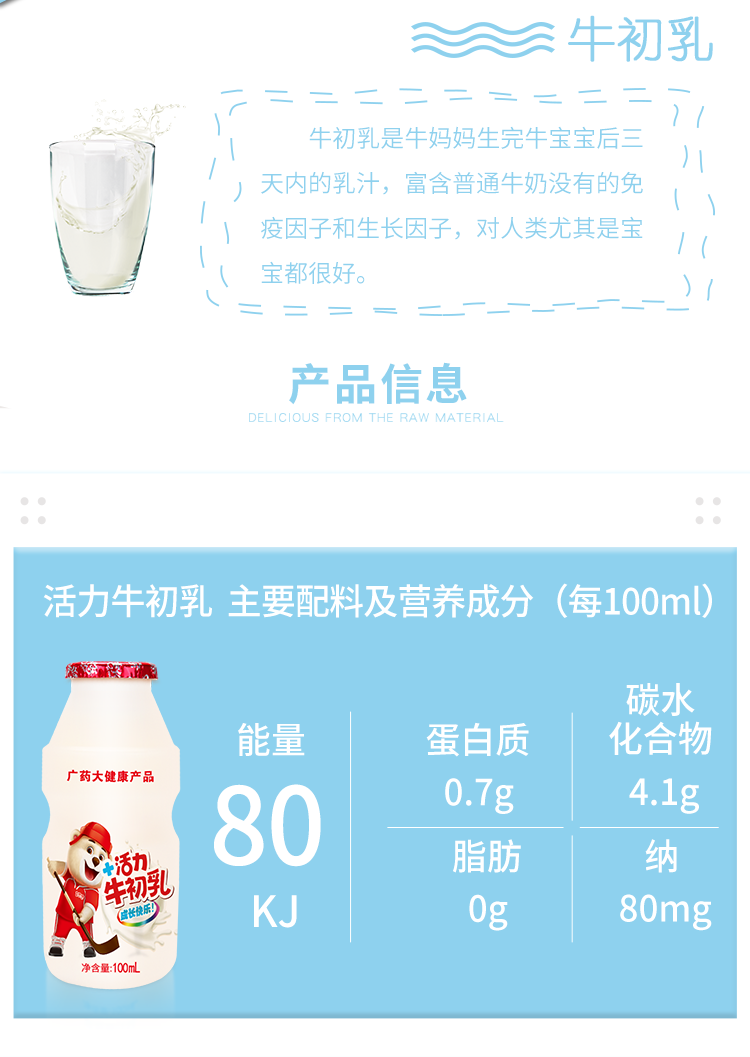 牛初乳
牛初乳是牛妈妈生完牛宝宝后三
天内的乳汁，富含普通牛奶没有的免
疫因子和生长因子，对人类尤其是宝
宝都很好。
产品信息
DELICIOUS FROM THE RAW MATERIAL
活力牛初乳 主要配料及营养成分（每100ml）
广药大健康产品
+活力
牛初乳
成长快乐!
净含量:100mL
能量
80
KJ
蛋白质
0.7g
碳水
化合物
4.1g
脂肪
0g
纳
80mg